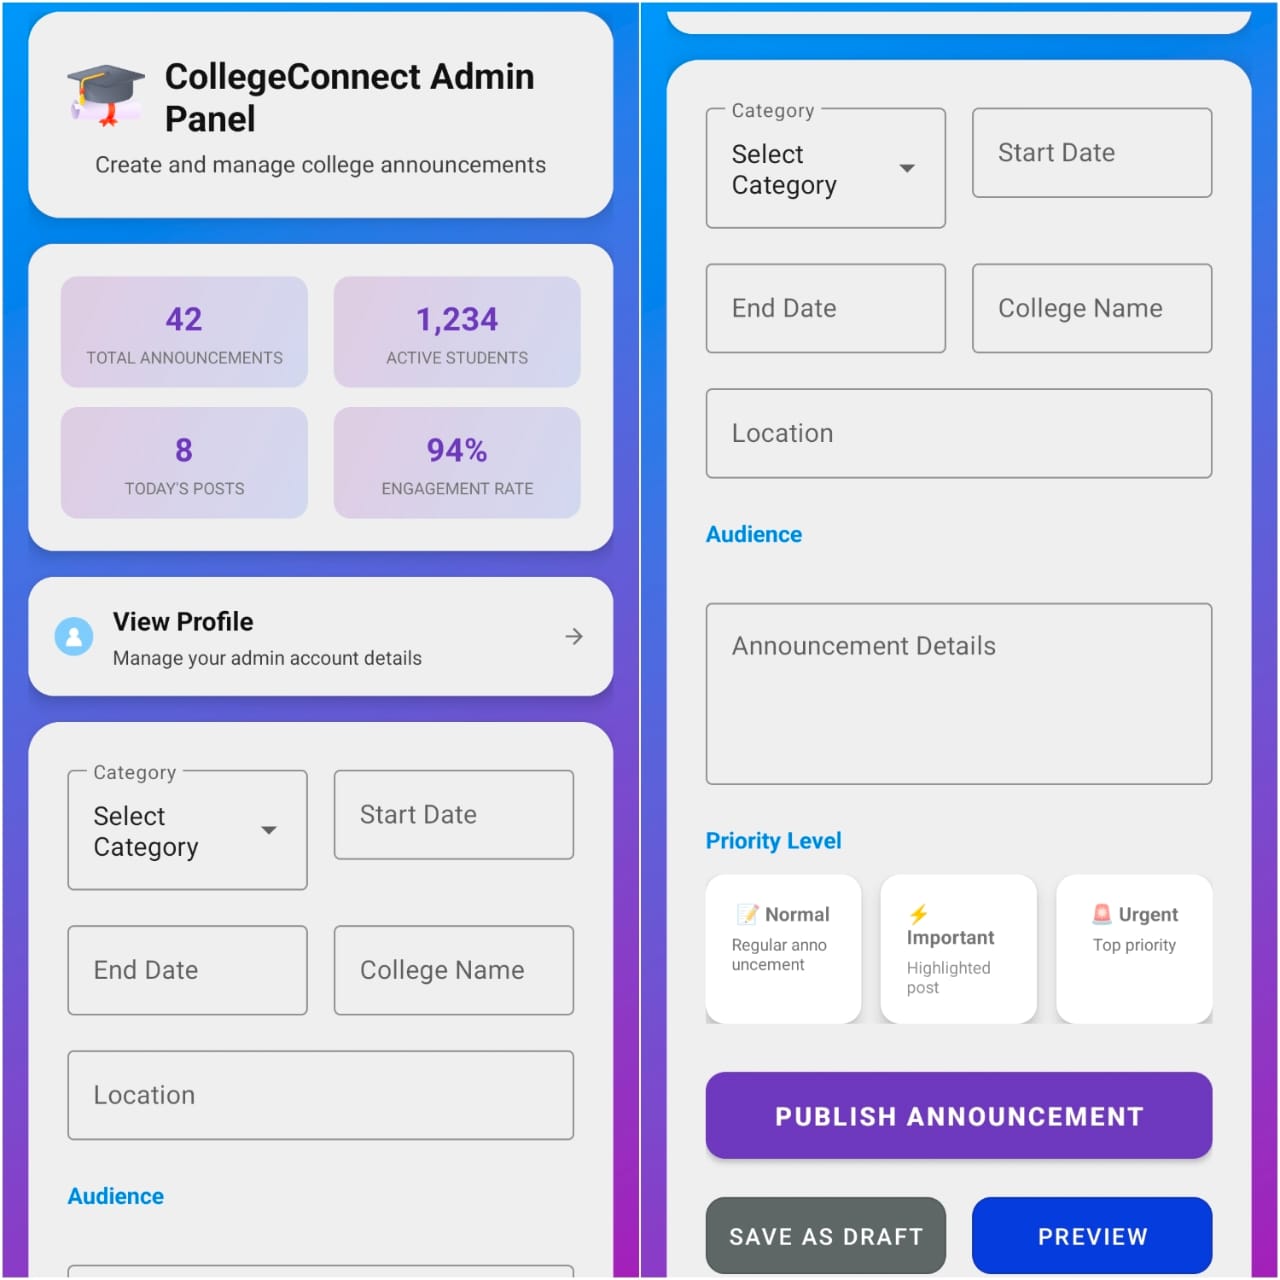 CollegeConnect Admin
Panel
Create and manage college announcements
42
TOTAL ANNOUNCEMENTS
1,234
ACTIVE STUDENTS
8
TODAY'S POSTS
94%
ENGAGEMENT RATE
View Profile
Manage your admin account details
Category
Select
Category
Start Date
End Date
College Name
Location
Audience
Category
Select
Category
Start Date
End Date
College Name
Location
Audience
Announcement Details
Priority Level
Normal
Regular anno
uncement
Important
Highlighted
post
Urgent
Top priority
PUBLISH ANNOUNCEMENT
SAVE AS DRAFT
PREVIEW